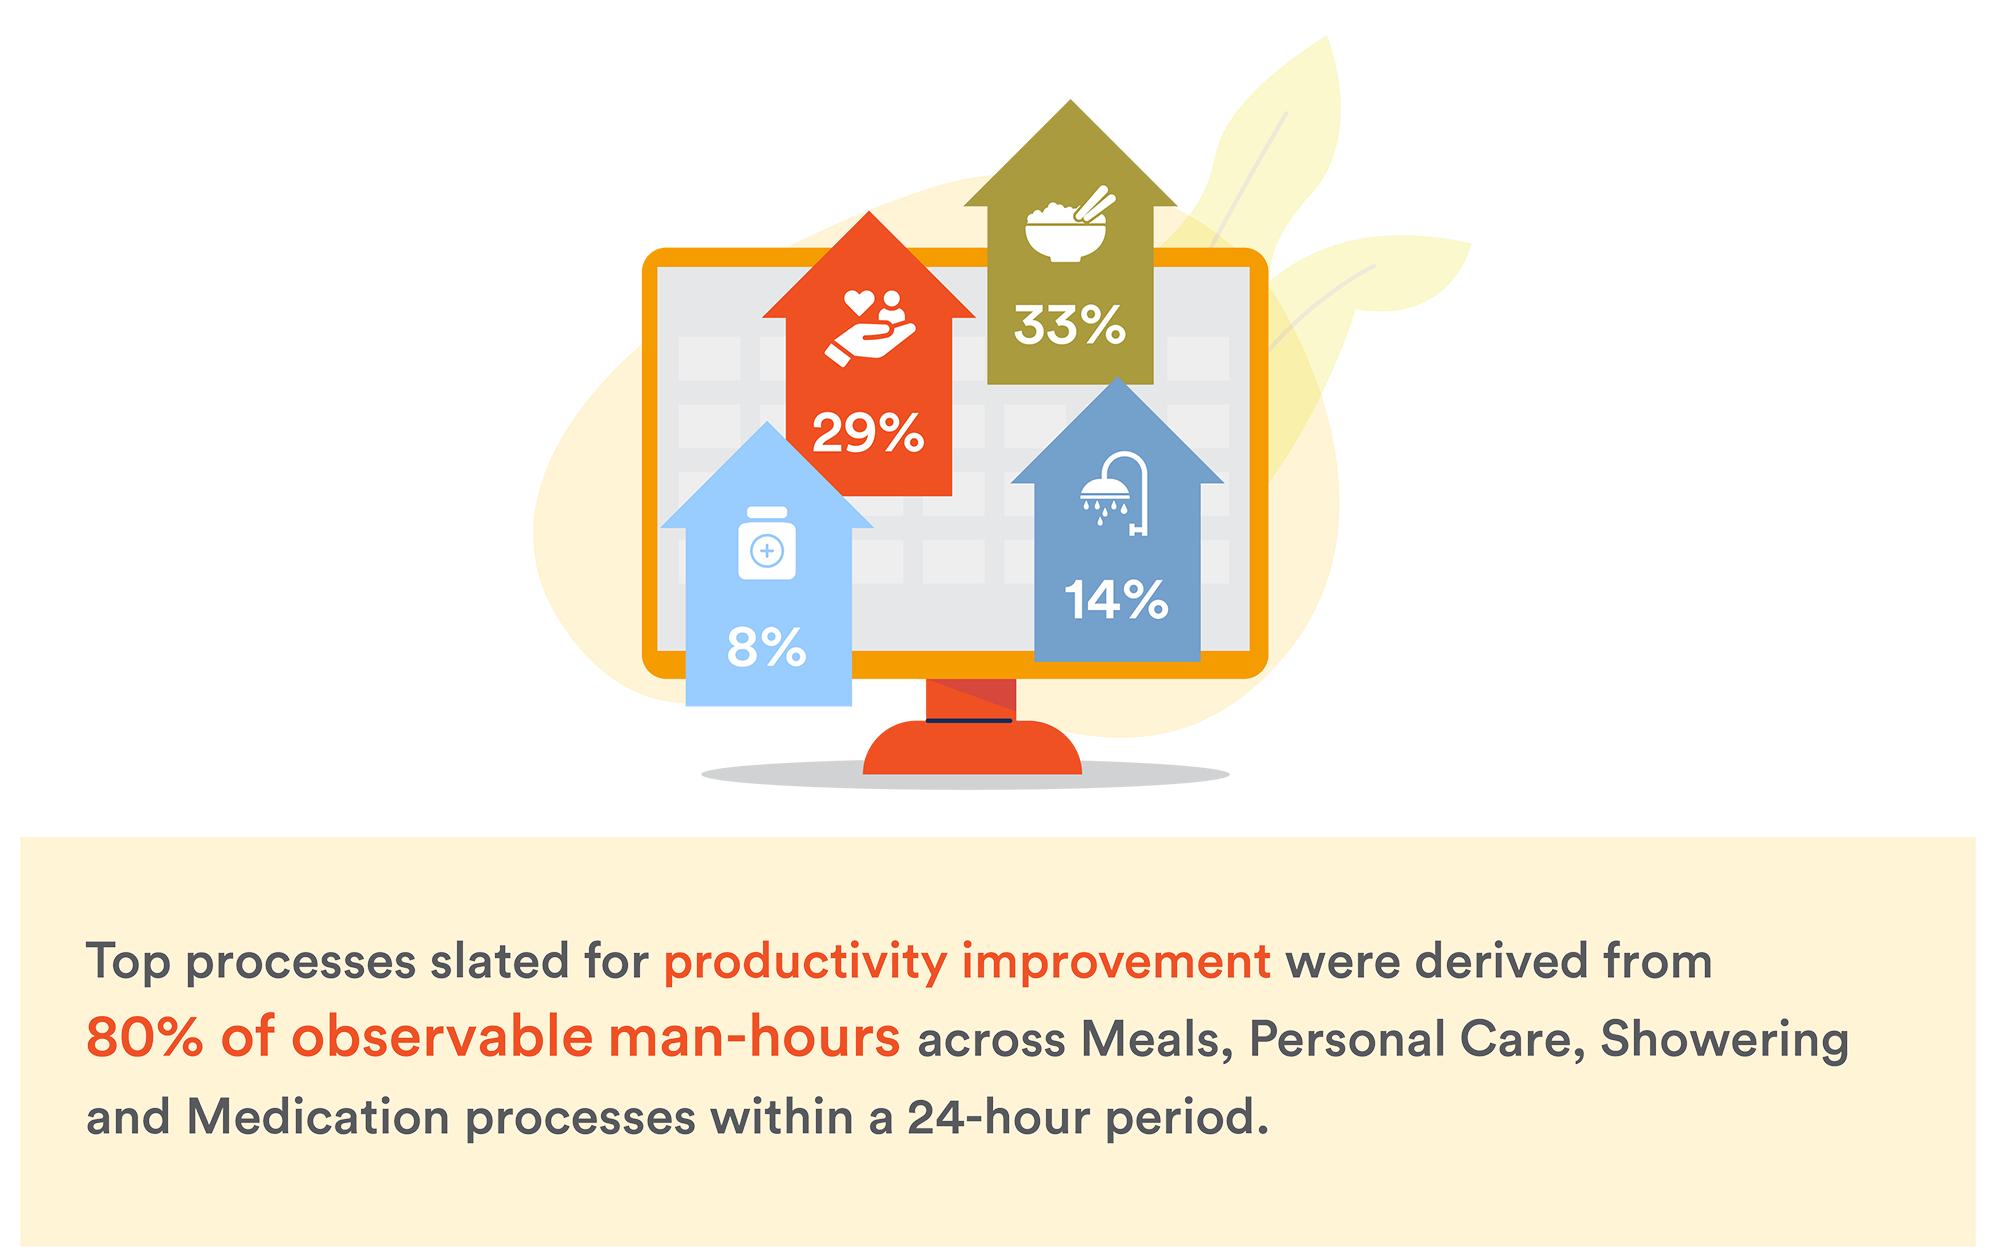 33%
29%
14%
8%
Top processes slated for productivity improvement were derived from
80% of observable man-hours across Meals, Personal Care, Showering
and Medication processes within a 24-hour period.